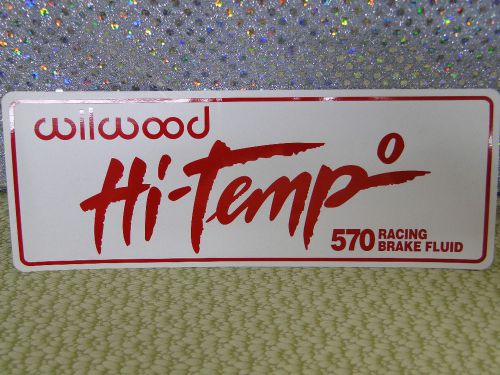 wilwood
Hi-Temp°
570 RACING
BRAKE FLUID